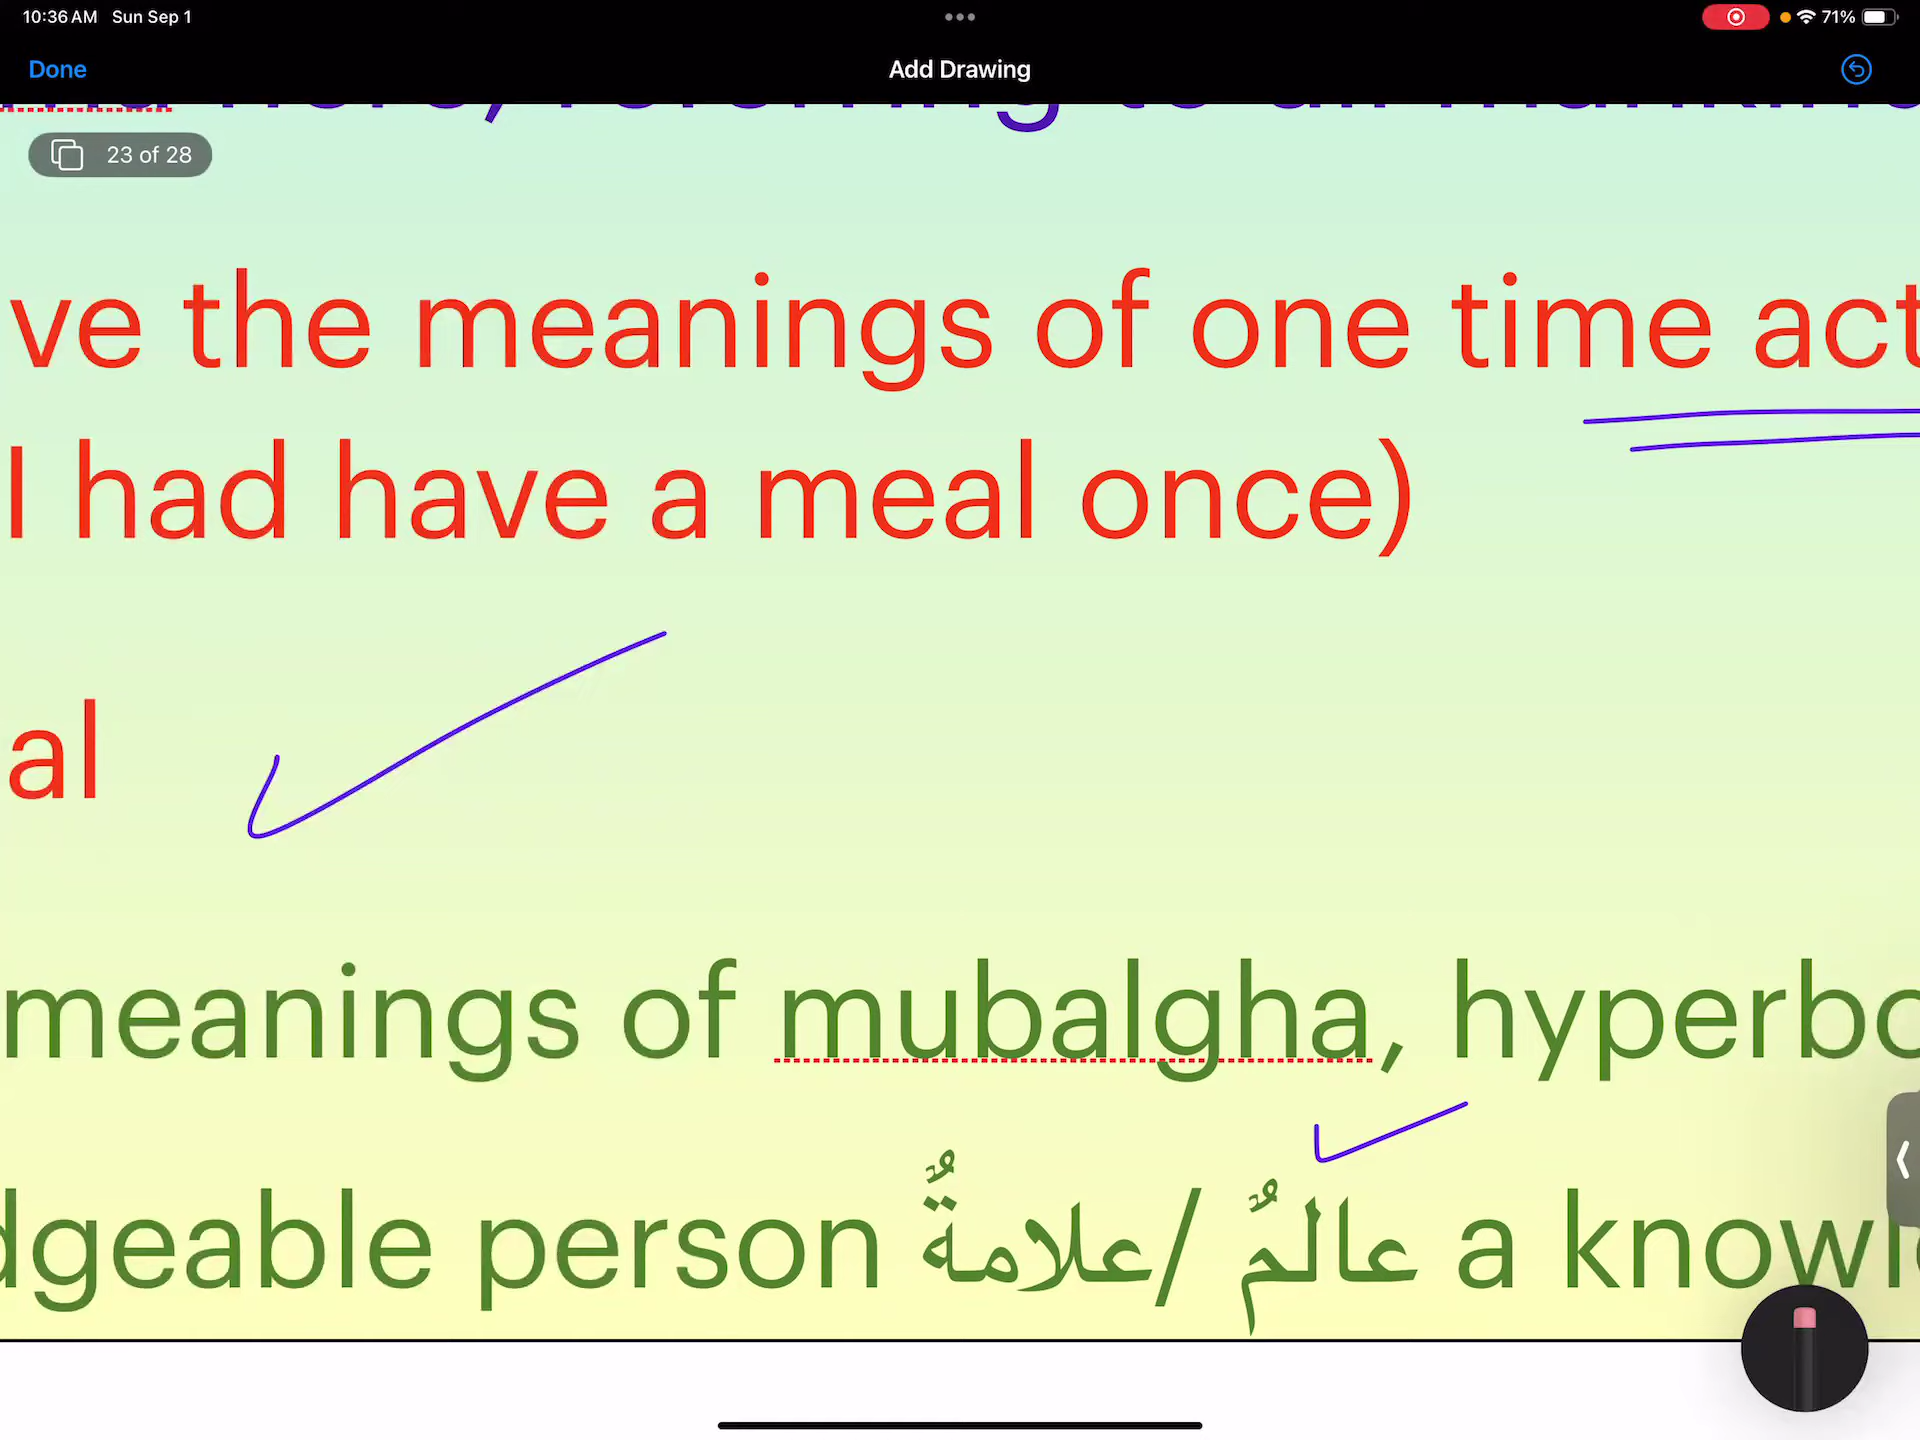 10:36 AM Sun Sep 1
71%
Done
Add Drawing
23 of 28
ve the meanings of one time act
I had have a meal once)
al
meanings of mubalgha, hyperbo
dgeable person عالمٌ /علامةٌ a knowl